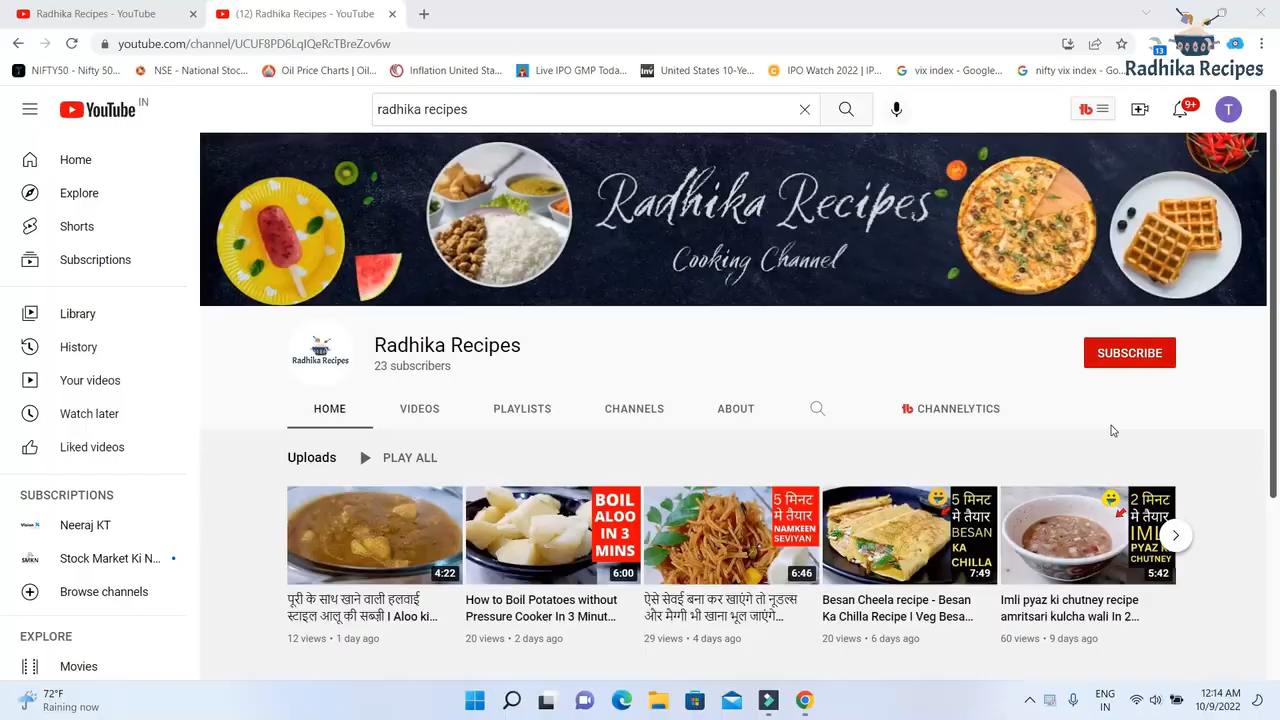 Radhika Recipes - YouTube
(12) Radhika Recipes - YouTube
youtube.com/channel/UCUF8PD6LqIQeRcTBreZov6w
13
Radhika Recipes
NIFTY50 - Nifty 50...
NSE - National Stoc...
Oil Price Charts | Oil...
Inflation United Sta...
Live IPO GMP Toda...
inv
United States 10-Ye...
IPO Watch 2022 | IP...
vix index - Google...
nifty vix index - Go...
YouTube IN
radhika recipes
9+
T
Home
Explore
Shorts
Subscriptions
Library
History
Your videos
Watch later
Liked videos
SUBSCRIPTIONS
Neeraj KT
Stock Market Ki N...
Browse channels
EXPLORE
Movies
Radhika Recipes
Cooking Channel
Radhika Recipes
Radhika Recipes
23 subscribers
SUBSCRIBE
HOME
VIDEOS
PLAYLISTS
CHANNELS
ABOUT
CHANNELYTICS
Uploads
PLAY ALL
4:22
पूरी के साथ खाने वाली हलवाई
स्टाइल आलू की सब्ज़ी I Aloo ki...
12 views • 1 day ago
BOIL
ALOO
IN 3
MINS
6:00
How to Boil Potatoes without
Pressure Cooker In 3 Minut...
20 views • 2 days ago
5 मिनट
मे तैयार
NAMKEEN
SEVIYAN
6:46
ऐसे सेवई बना कर खाएंगे तो नूडल्स
और मैगी भी खाना भूल जाएंगे...
29 views • 4 days ago
5 मिनट
मे तैयार
BESAN
KA
CHILLA
7:49
Besan Cheela recipe - Besan
Ka Chilla Recipe I Veg Besa...
20 views • 6 days ago
2 मिनट
मे तैयार
IMLI
PYAZ K
CHUTNEY
5:42
Imli pyaz ki chutney recipe
amritsari kulcha wali In 2...
60 views • 9 days ago
72°F
Raining now
ENG
IN
12:14 AM
10/9/2022